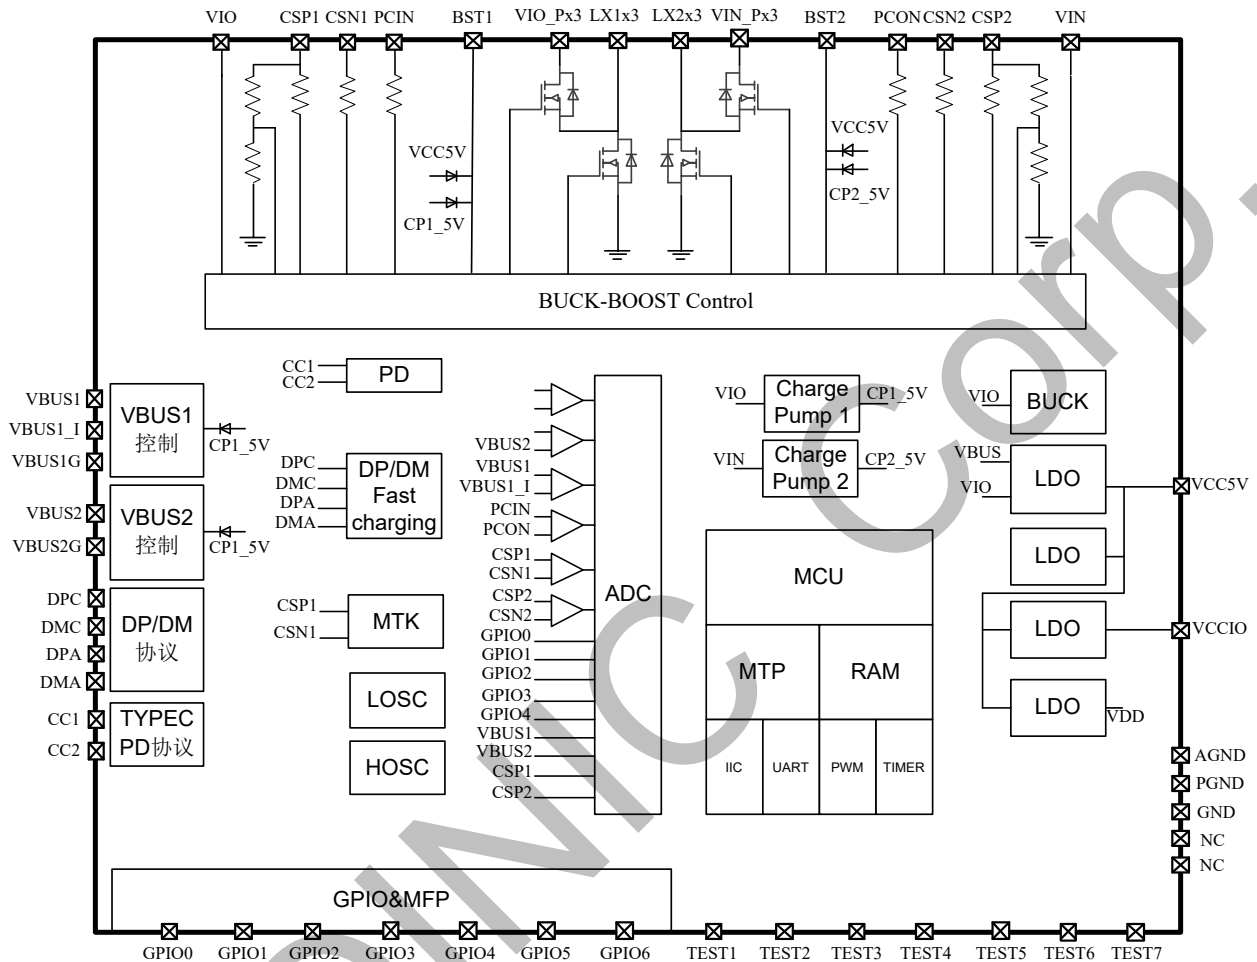 VIO CSP1 CSN1 PCIN BST1 VIO_Px3 LX1x3 LX2x3 VIN_Px3 BST2 PCON CSN2 CSP2 VIN
VCC5V
CP1_5V
VCC5V
CP2_5V
BUCK-BOOST Control
VBUS1
VBUS1_I
VBUS1G
VBUS1
控制
CP1_5V
VBUS2
VBUS2G
VBUS2
控制
CP1_5V
DPC
DMC
DPA
DMA
DP/DM
协议
CC1
CC2
TYPEC
PD协议
CC1
CC2
PD
DPC
DMC
DPA
DMA
DP/DM
Fast
charging
CSP1
CSN1
MTK
LOSC
HOSC
VBUS2
VBUS1
VBUS1_I
PCIN
PCON
CSP1
CSN1
CSP2
CSN2
GPIO0
GPIO1
GPIO2
GPIO3
GPIO4
VBUS1
VBUS2
CSP1
CSP2
ADC
VIO
Charge
Pump 1
CP1_5V
VIN
Charge
Pump 2
CP2_5V
MCU
MTP
RAM
IIC
UART
PWM
TIMER
VIO
BUCK
VBUS
VIO
LDO
LDO
LDO
LDO
VDD
VCC5V
VCCIO
AGND
PGND
GND
NC
NC
GPIO&MFP
GPIO0 GPIO1 GPIO2 GPIO3 GPIO4 GPIO5 GPIO6 TEST1 TEST2 TEST3 TEST4 TEST5 TEST6 TEST7
Corp.